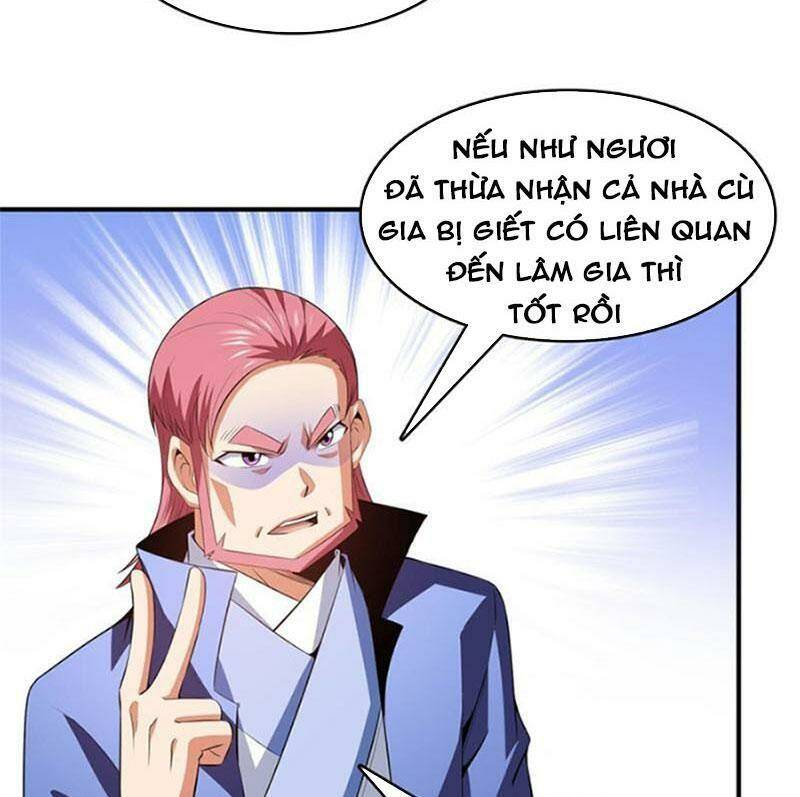 NẾU NHƯ NGƯƠI
ĐÃ THỪA NHẬN CẢ NHÀ CÙ
GIA BỊ GIẾT CÓ LIÊN QUAN
ĐẾN LÂM GIA THÌ
TỐT RỒI